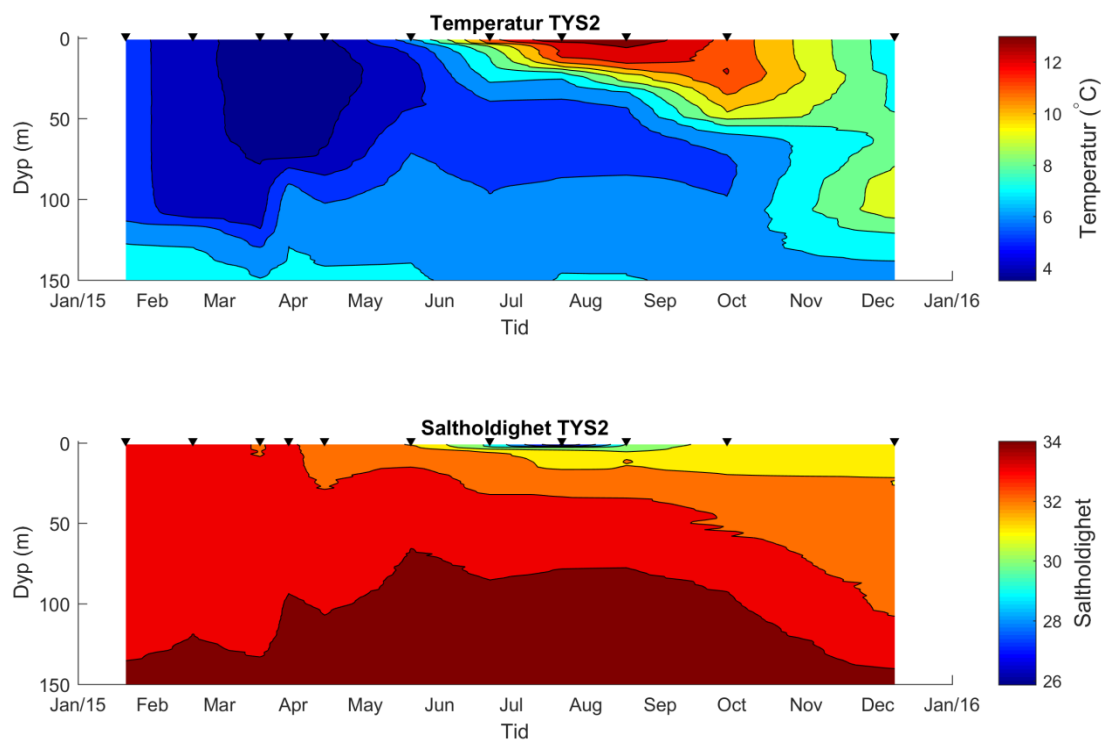 Temperatur TYS2
0
50
100
150
Dyp (m)
Jan/15 Feb Mar Apr May Jun Jul Aug Sep Oct Nov Dec Jan/16
Tid
12
10
8
6
4
Temperatur (°C)
Saltholdighet TYS2
0
50
100
150
Dyp (m)
Jan/15 Feb Mar Apr May Jun Jul Aug Sep Oct Nov Dec Jan/16
Tid
34
32
30
28
26
Saltholdighet